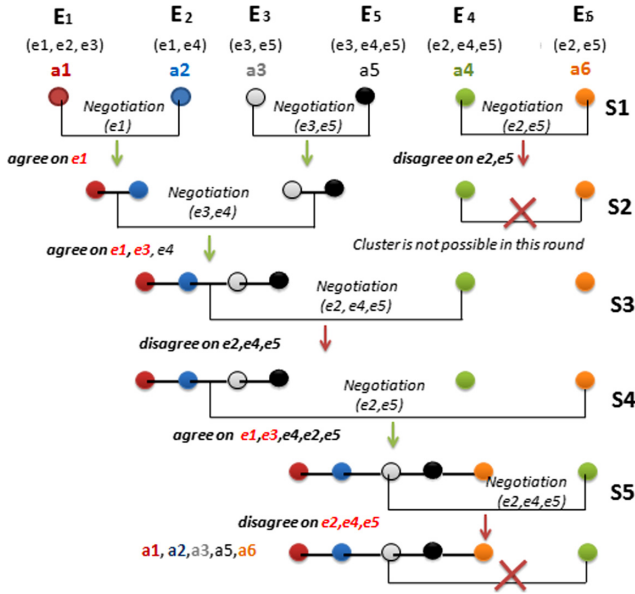 E1 E2 E3 E5 E4 E6
(e1, e2, e3) (e1,e4) (e3, e5) (e3, e4,e5) (e2, e4,e5) (e2, e5)
a1 a2 a3 a5 a4 a6
Negotiation Negotiation Negotiation S1
(e1) (e3,e5) (e2,e5)
agree on e1 disagree on e2,e5
Negotiation S2
(e3,e4)
agree on e1, e3, e4 Cluster is not possible in this round
Negotiation S3
(e2, e4,e5)
disagree on e2,e4,e5
Negotiation S4
(e2,e5)
agree on e1,e3,e4,e2,e5
Negotiation S5
(e2,e4,e5)
disagree on e2,e4,e5
a1, a2,a3,a5,a6